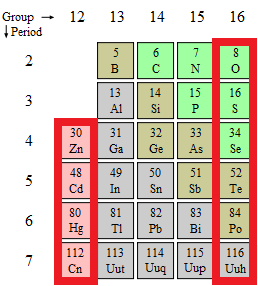 Group → 12 13 14 15 16
↓Period
2 5 6 7 8
B C N O
3 13 14 15 16
Al Si P S
4 30 31 32 33 34
Zn Ga Ge As Se
5 48 49 50 51 52
Cd In Sn Sb Te
6 80 81 82 83 84
Hg Tl Pb Bi Po
7 112 113 114 115 116
Cn Uut Uuq Uup Uuh